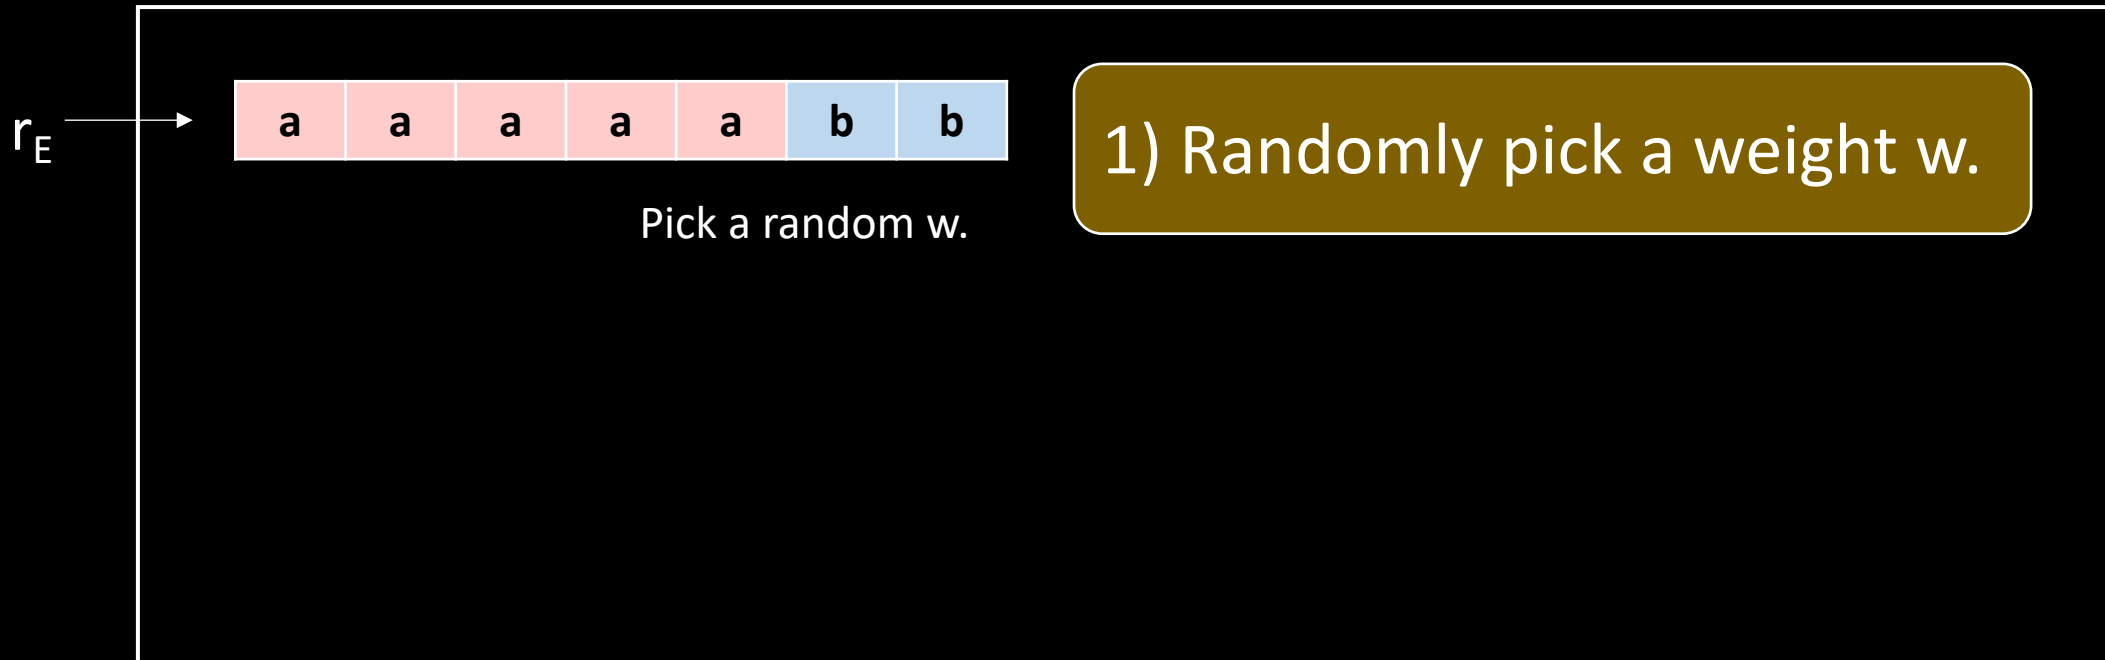 r_E
a a a a a b b
1) Randomly pick a weight w.
Pick a random w.